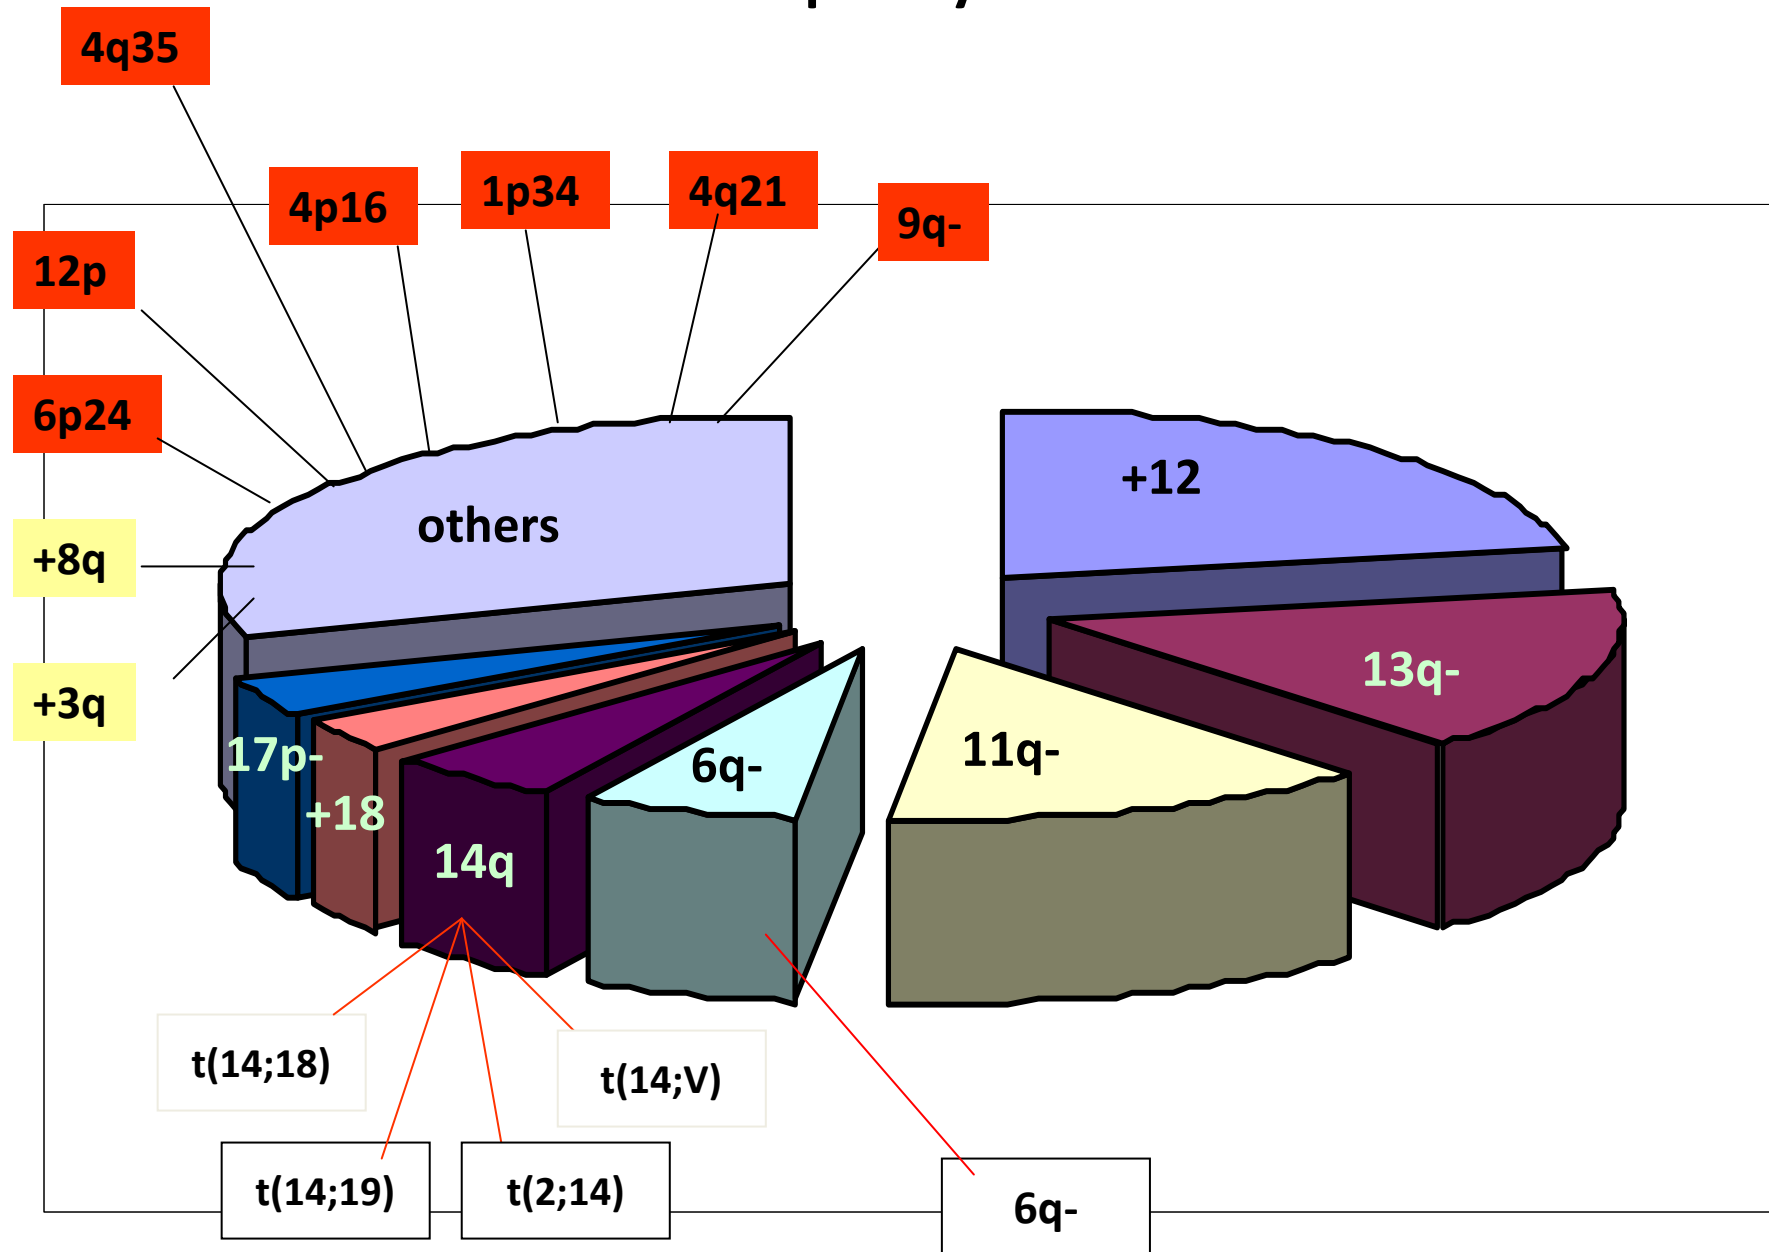 4q35
4p16
1p34
4q21
9q-
12p
6p24
+8q
+3q
others
+12
13q-
11q-
6q-
17p-
+18
14q
t(14;18)
t(14;V)
t(14;19)
t(2;14)
6q-